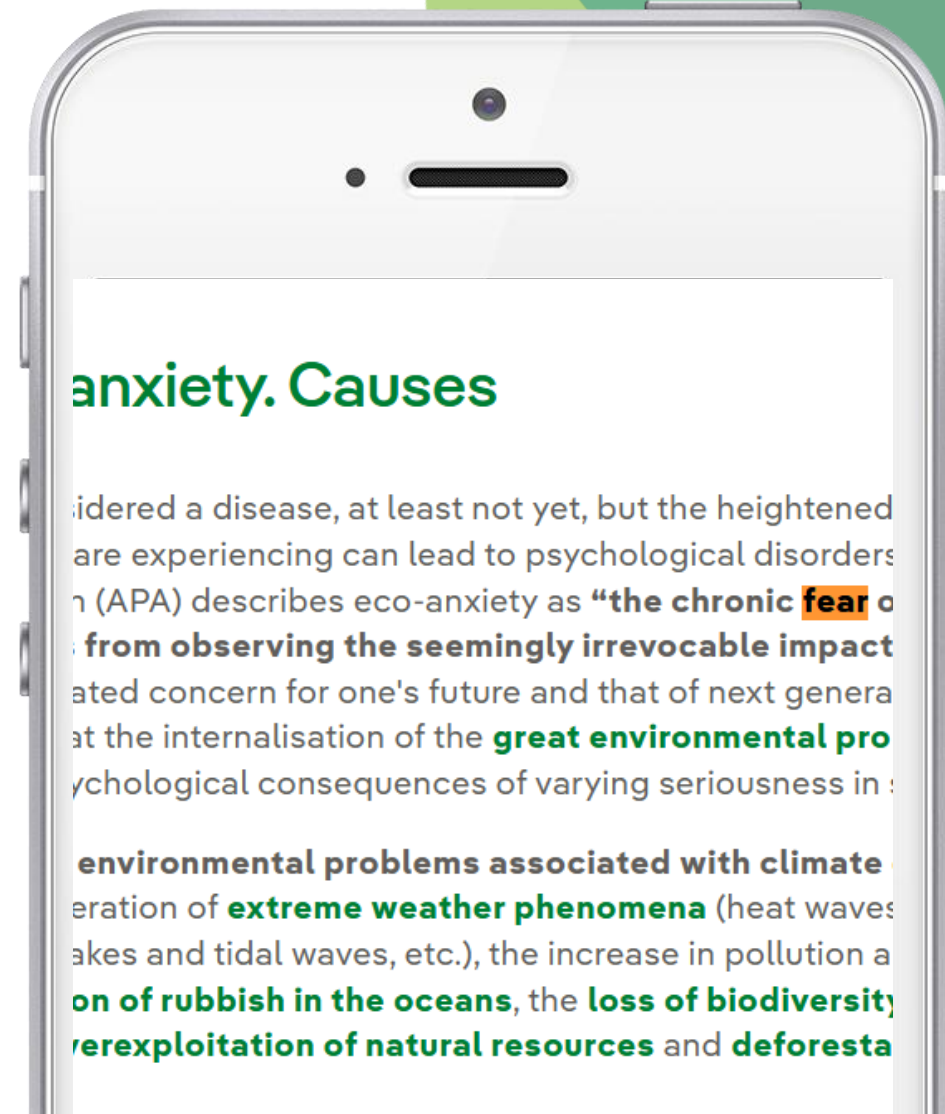 anxiety. Causes
sidered a disease, at least not yet, but the heightened
are experiencing can lead to psychological disorders
n (APA) describes eco-anxiety as “the chronic fear o
s from observing the seemingly irrevocable impact
ated concern for one's future and that of next genera
at the internalisation of the great environmental pro
ychological consequences of varying seriousness in s
environmental problems associated with climate
eration of extreme weather phenomena (heat waves
akes and tidal waves, etc.), the increase in pollution a
on of rubbish in the oceans, the loss of biodiversity
verexploitation of natural resources and deforesta